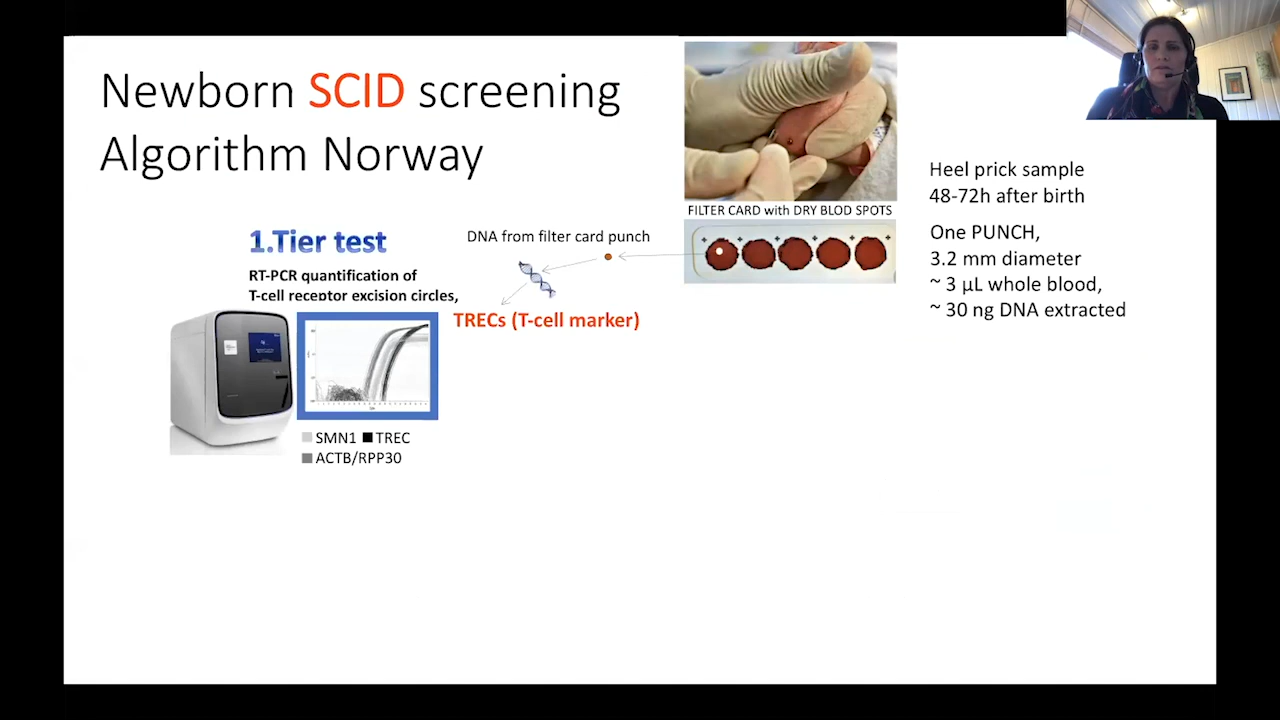 Newborn SCID screening
Algorithm Norway
FILTER CARD with DRY BLOD SPOTS
Heel prick sample
48-72h after birth
One PUNCH,
3.2 mm diameter
~ 3 µL whole blood,
~ 30 ng DNA extracted
1.Tier test
DNA from filter card punch
RT-PCR quantification of
T-cell receptor excision circles,
TRECs (T-cell marker)
SMN1 TREC
ACTB/RPP30